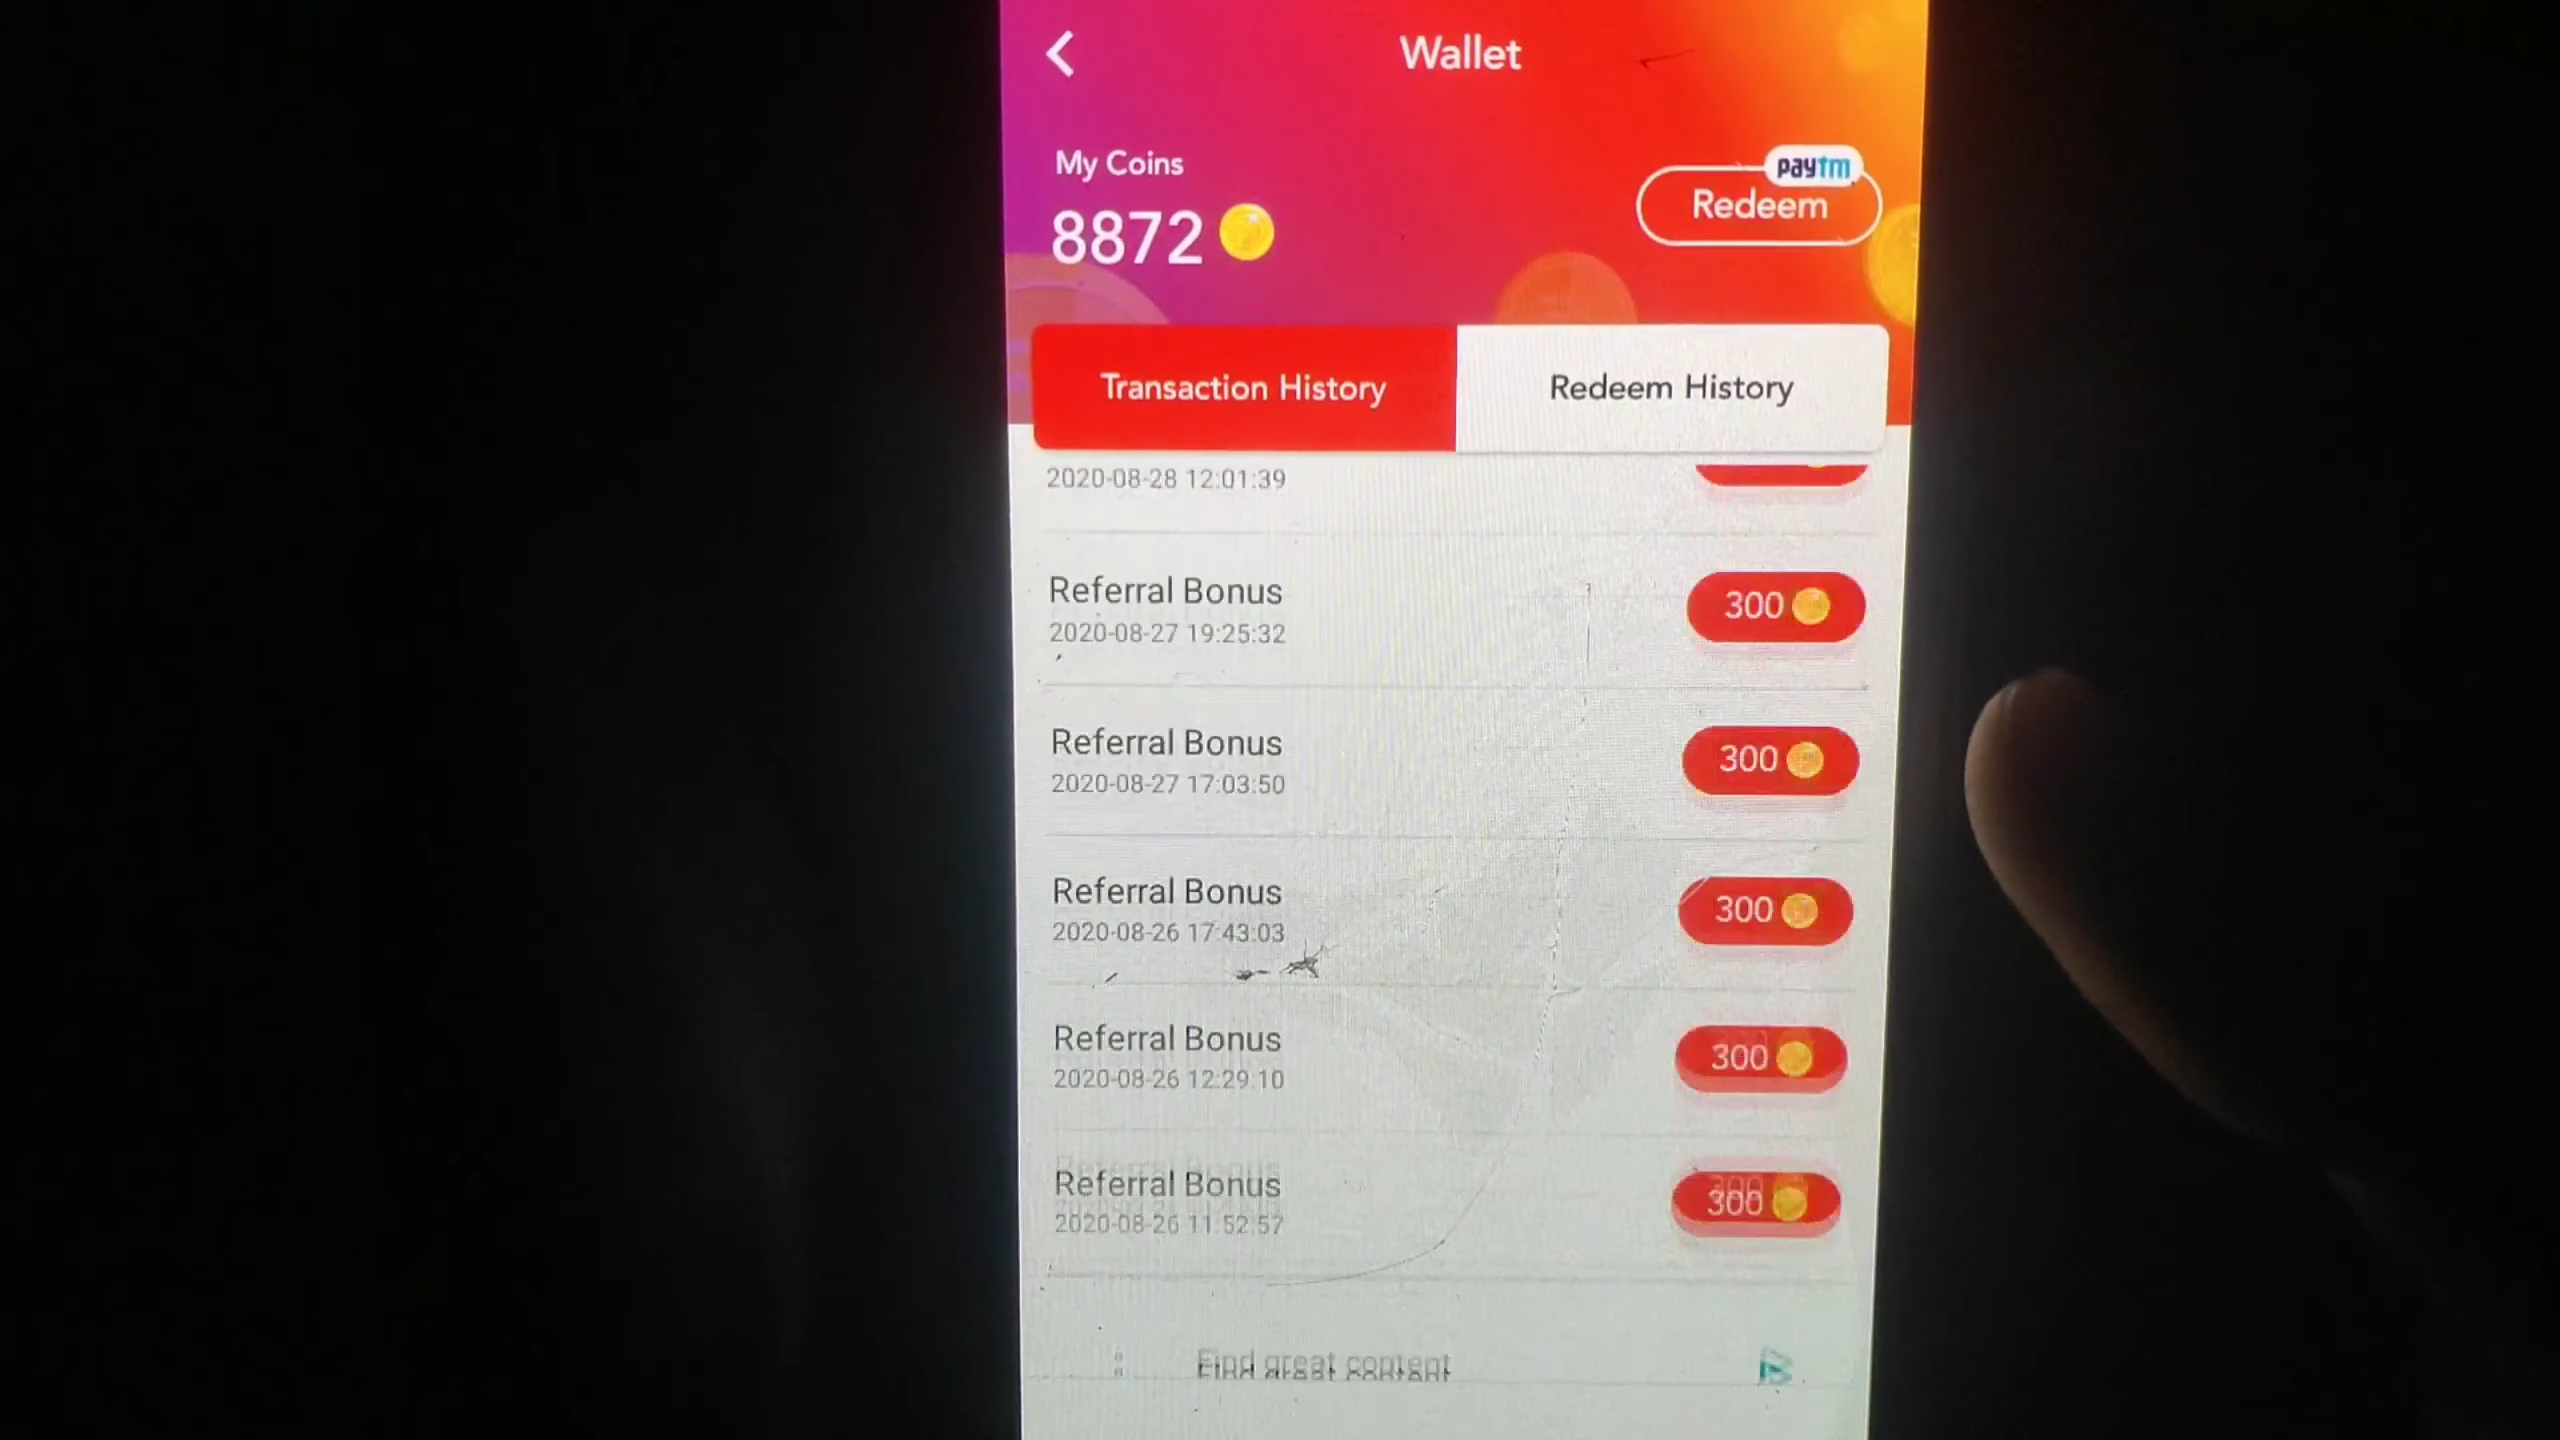 Wallet
My Coins
8872
paytm
Redeem
Transaction History
Redeem History
2020-08-28 12:01:39
Referral Bonus
300
2020-08-27 19:25:32
Referral Bonus
300
2020-08-27 17:03:50
Referral Bonus
300
2020-08-26 17:43:03
Referral Bonus
300
2020-08-26 12:29:10
Referral Bonus
300
2020-08-26 11:52:57
Find great content